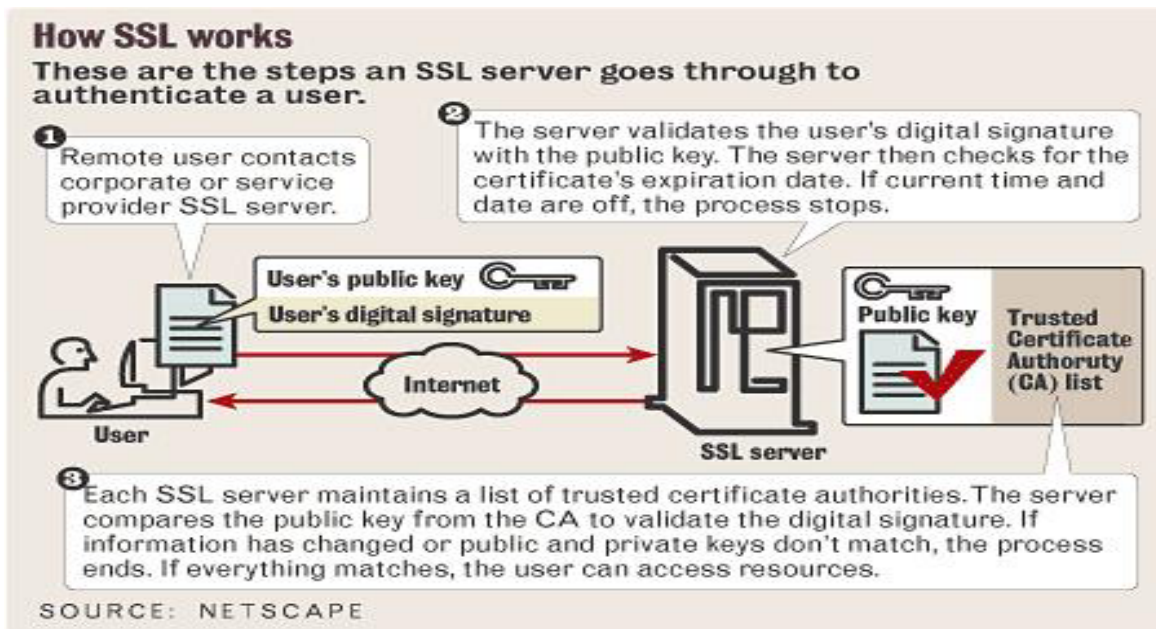 How SSL works
These are the steps an SSL server goes through to
authenticate a user.
1
Remote user contacts
corporate or service
provider SSL server.
2
The server validates the user's digital signature
with the public key. The server then checks for the
certificate's expiration date. If current time and
date are off, the process stops.
User's public key
User's digital signature
Internet
User
SSL server
Public key
Trusted
Certificate
Authoruty
(CA) list
3
Each SSL server maintains a list of trusted certificate authorities. The server
compares the public key from the CA to validate the digital signature. If
information has changed or public and private keys don't match, the process
ends. If everything matches, the user can access resources.
SOURCE: NETSCAPE